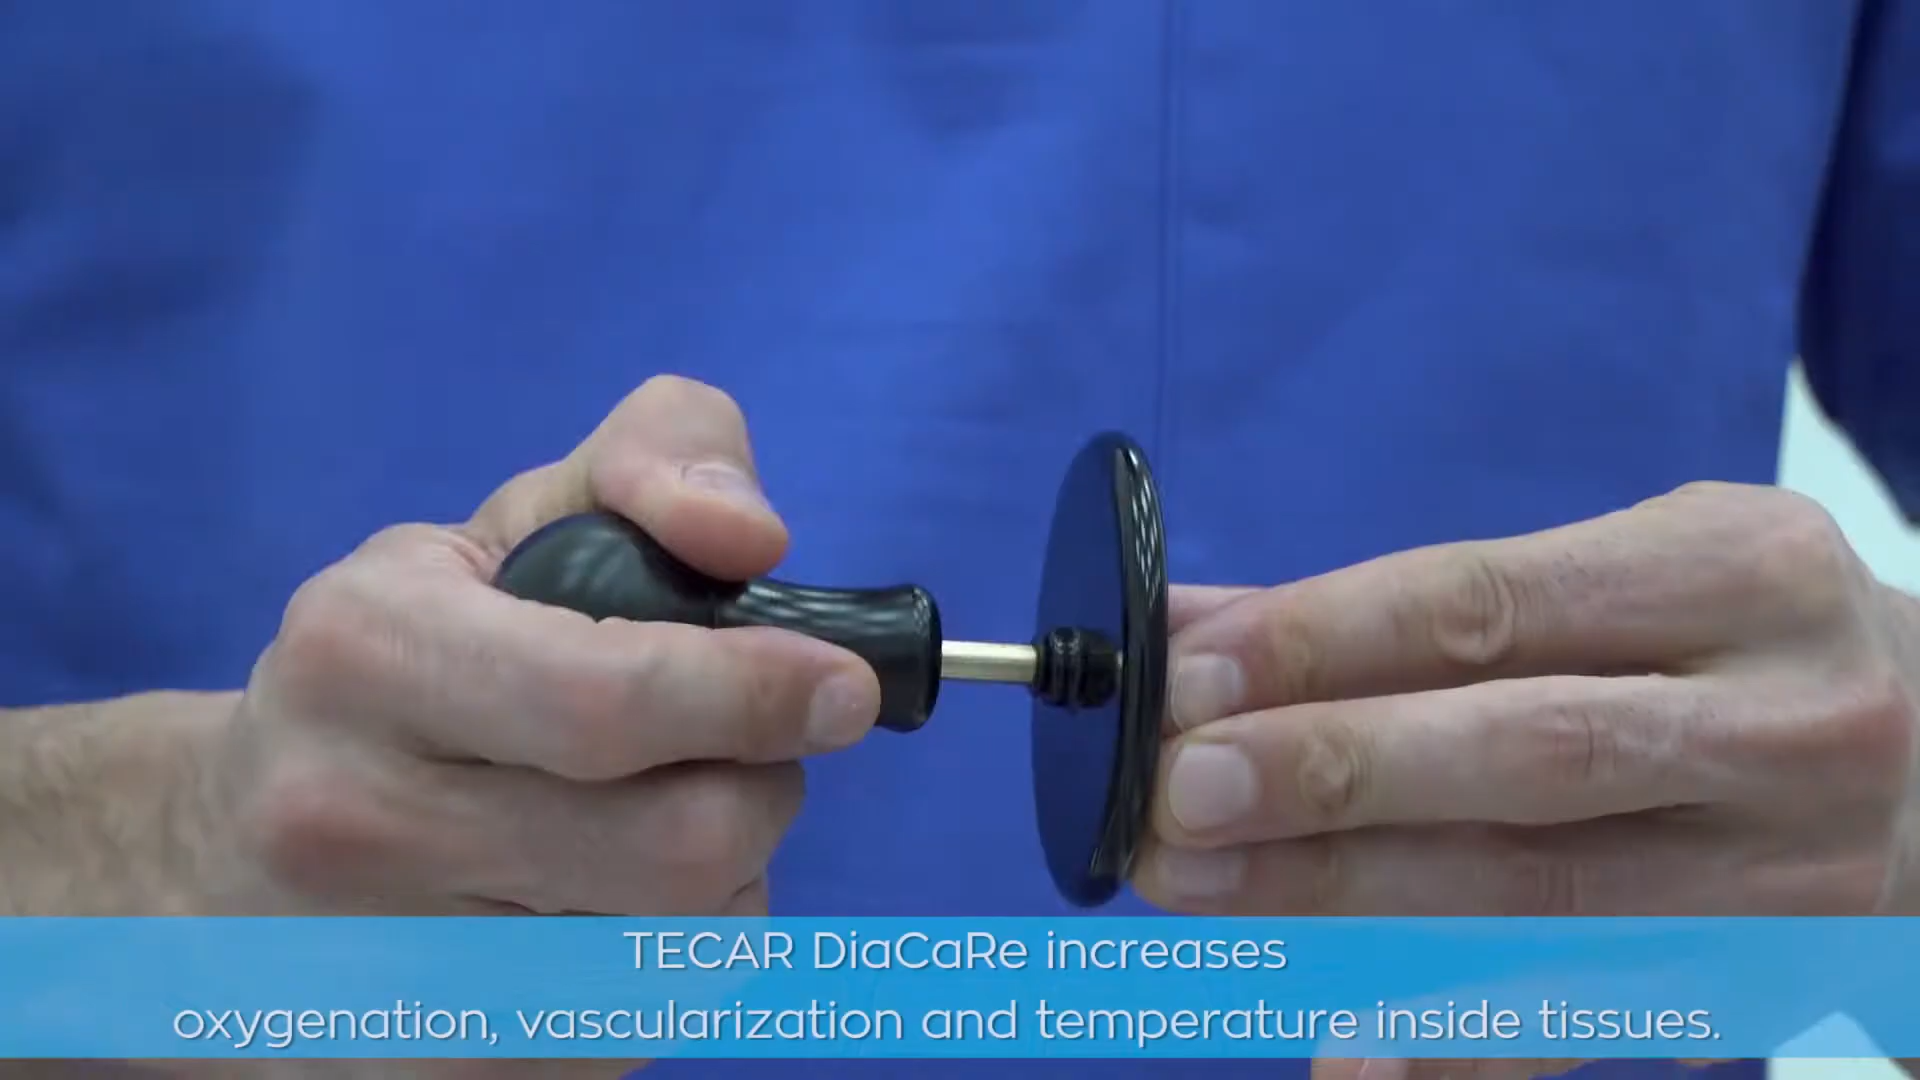 TECAR DiaCaRe increases
oxygenation, vascularization and temperature inside tissues.